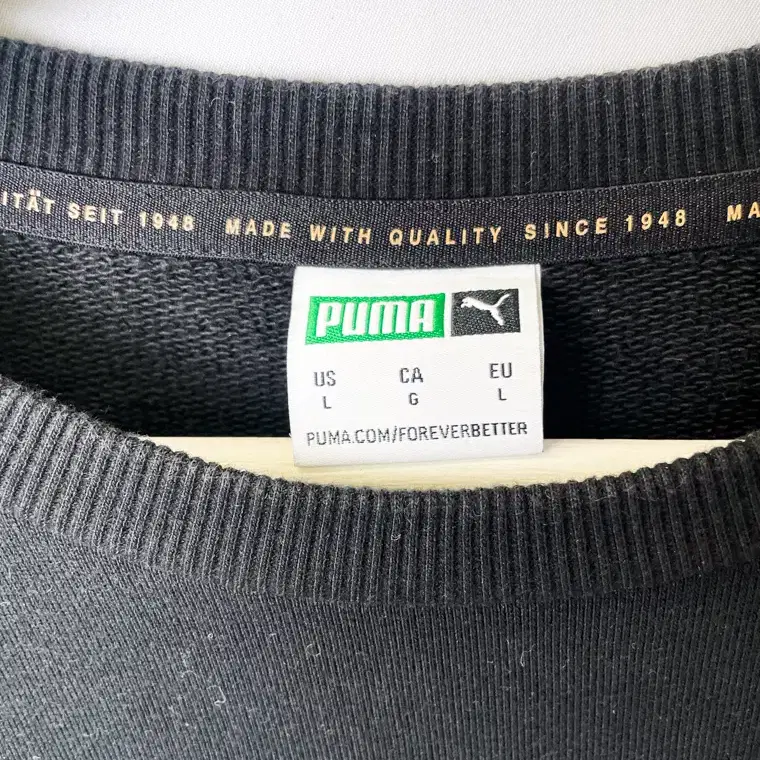 ITÄT SEIT 1948 MADE WITH QUALITY SINCE 1948 MA
PUMA
US CA EU
L G L
PUMA.COM/FOREVERBETTER